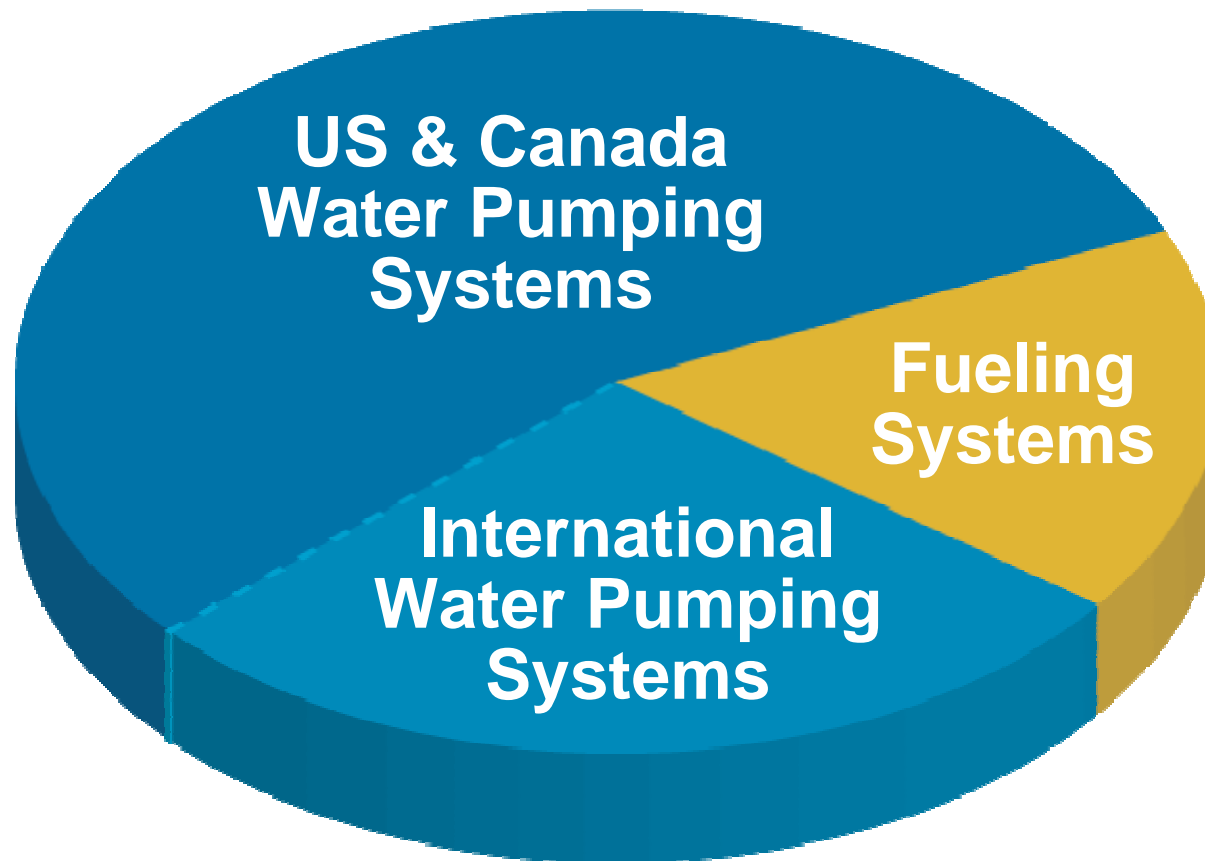 US & Canada
Water Pumping
Systems
Fueling
Systems
International
Water Pumping
Systems